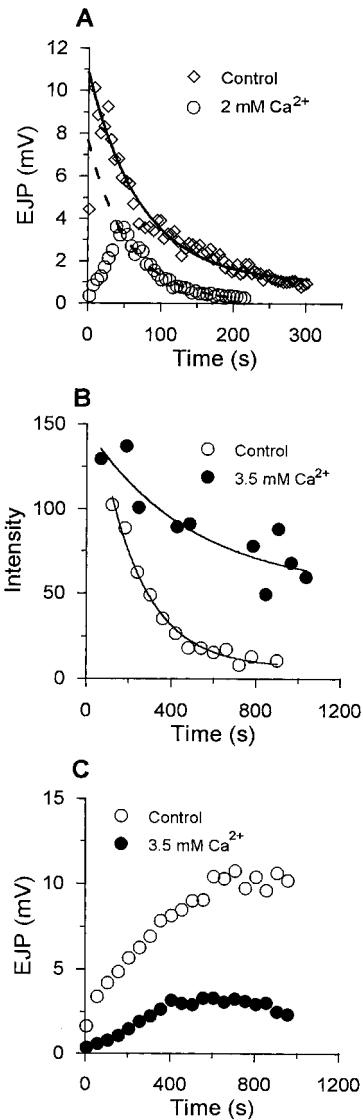 A
12
10
8
6
4
2
0
EJP (mV)
◇ Control
○ 2 mM Ca²⁺
0 100 200 300
Time (s)
B
150
100
50
0
Intensity
○ Control
● 3.5 mM Ca²⁺
0 400 800 1200
Time (s)
C
15
10
5
0
EJP (mV)
○ Control
● 3.5 mM Ca²⁺
0 400 800 1200
Time (s)